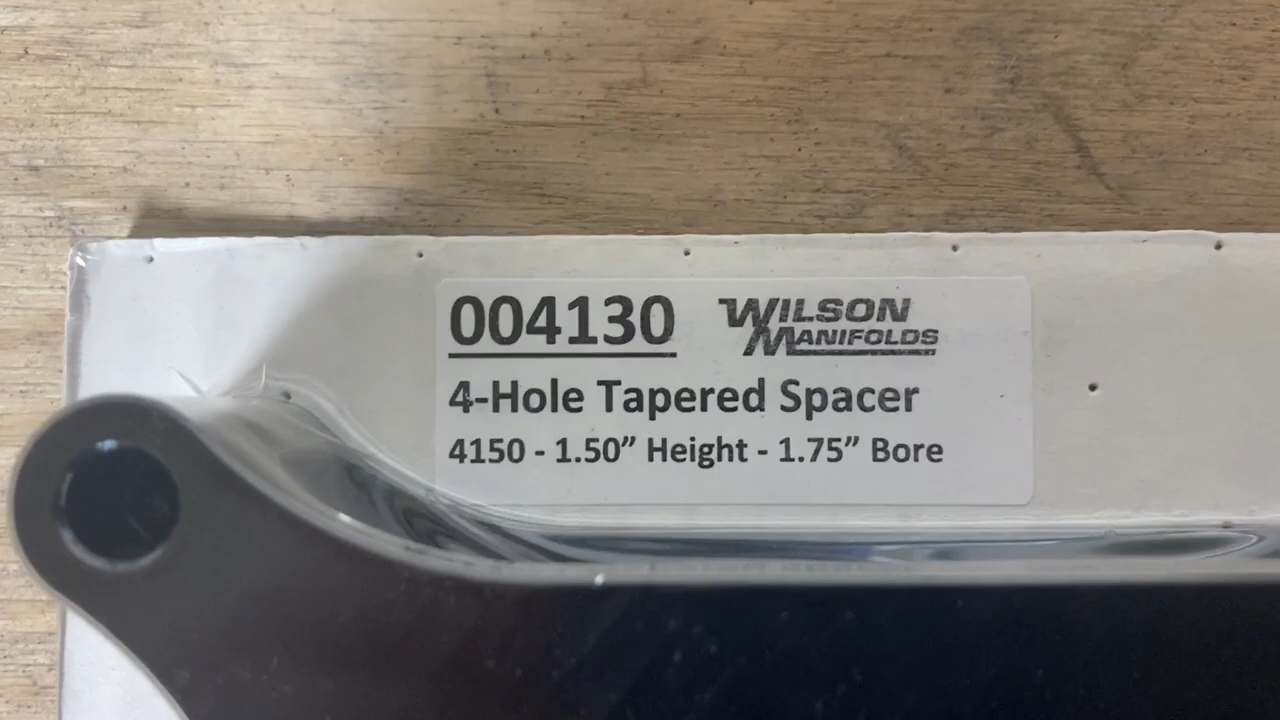 004130
WILSON
MANIFOLDS
4-Hole Tapered Spacer
4150 - 1.50” Height - 1.75” Bore